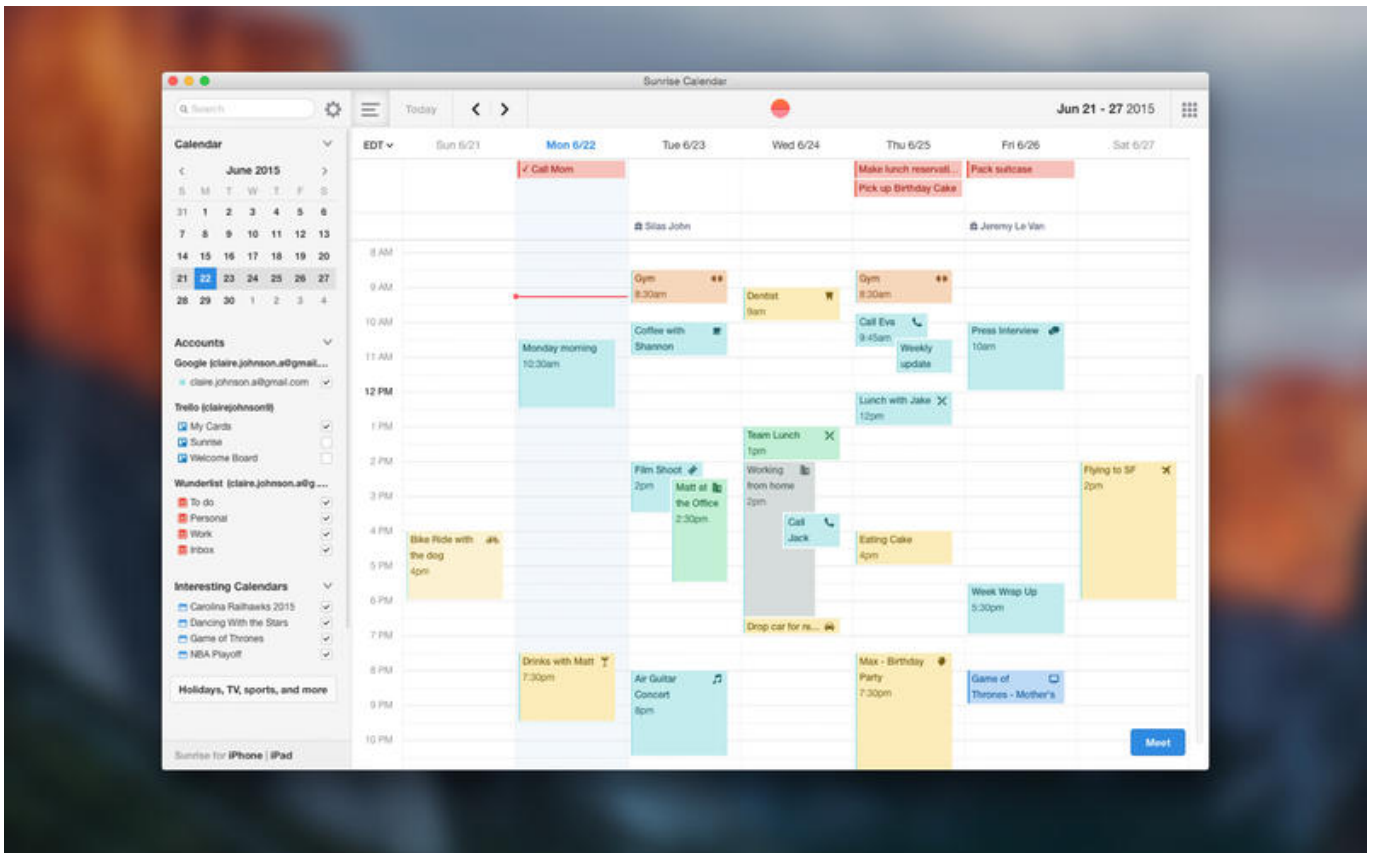 Sunrise Calendar
Search
Today
Jun 21 - 27 2015
Calendar
June 2015
S M T W T F S
31 1 2 3 4 5 6
7 8 9 10 11 12 13
14 15 16 17 18 19 20
21 22 23 24 25 26 27
28 29 30 1 2 3 4
Accounts
Google (claire.johnson.a@gmail....
claire.johnson.a@gmail.com
Trello (clairejohnson9)
My Cards
Sunrise
Welcome Board
Wunderlist (claire.johnson.a@g....
To do
Personal
Work
Inbox
Interesting Calendars
Carolina Railhawks 2015
Dancing With the Stars
Game of Thrones
NBA Playoff
Holidays, TV, sports, and more
Sunrise for iPhone | iPad
EDT
Sun 6/21
Mon 6/22
Tue 6/23
Wed 6/24
Thu 6/25
Fri 6/26
Sat 6/27
✓ Call Mom
Make lunch reservati...
Pack suitcase
Pick up Birthday Cake
Silas John
Jeremy Le Van
8 AM
9 AM
10 AM
11 AM
12 PM
1 PM
2 PM
3 PM
4 PM
5 PM
6 PM
7 PM
8 PM
9 PM
10 PM
Bike Ride with
the dog
4pm
Monday morning
10:30am
Drinks with Matt
7:30pm
Gym
8:30am
Coffee with
Shannon
Film Shoot
2pm
Matt at
the Office
2:30pm
Air Guitar
Concert
8pm
Dentist
9am
Team Lunch
1pm
Working
from home
2pm
Call
Jack
Drop car for re...
Gym
8:30am
Call Eva
9:45am
Weekly
update
Lunch with Jake
12pm
Eating Cake
4pm
Max - Birthday
Party
7:30pm
Press Interview
10am
Week Wrap Up
5:30pm
Game of
Thrones - Mother's
Flying to SF
2pm
Meet